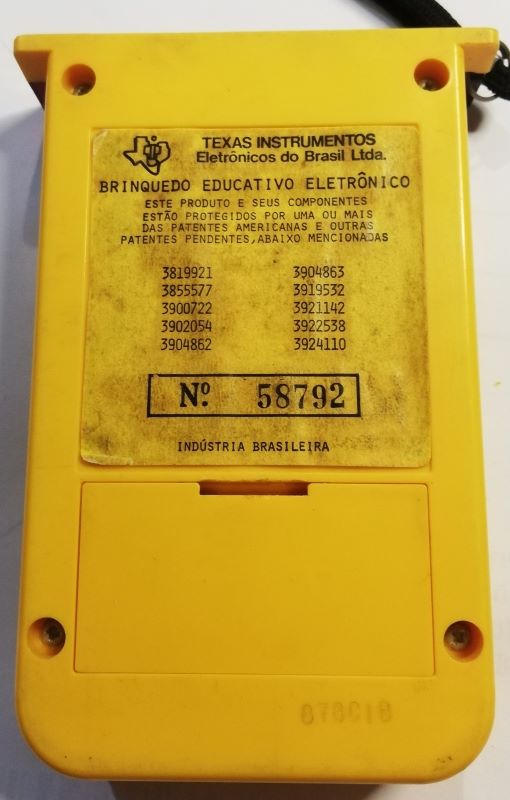 TEXAS INSTRUMENTOS
Eletrônicos do Brasil Ltda.
BRINQUEDO EDUCATIVO ELETRÔNICO
ESTE PRODUTO E SEUS COMPONENTES
ESTÃO PROTEGIDOS POR UMA OU MAIS
DAS PATENTES AMERICANAS E OUTRAS
PATENTES PENDENTES,ABAIXO MENCIONADAS
3819921 3904863
3855577 3919532
3900722 3921142
3902054 3922538
3904862 3924110
Nº 58792
INDÚSTRIA BRASILEIRA